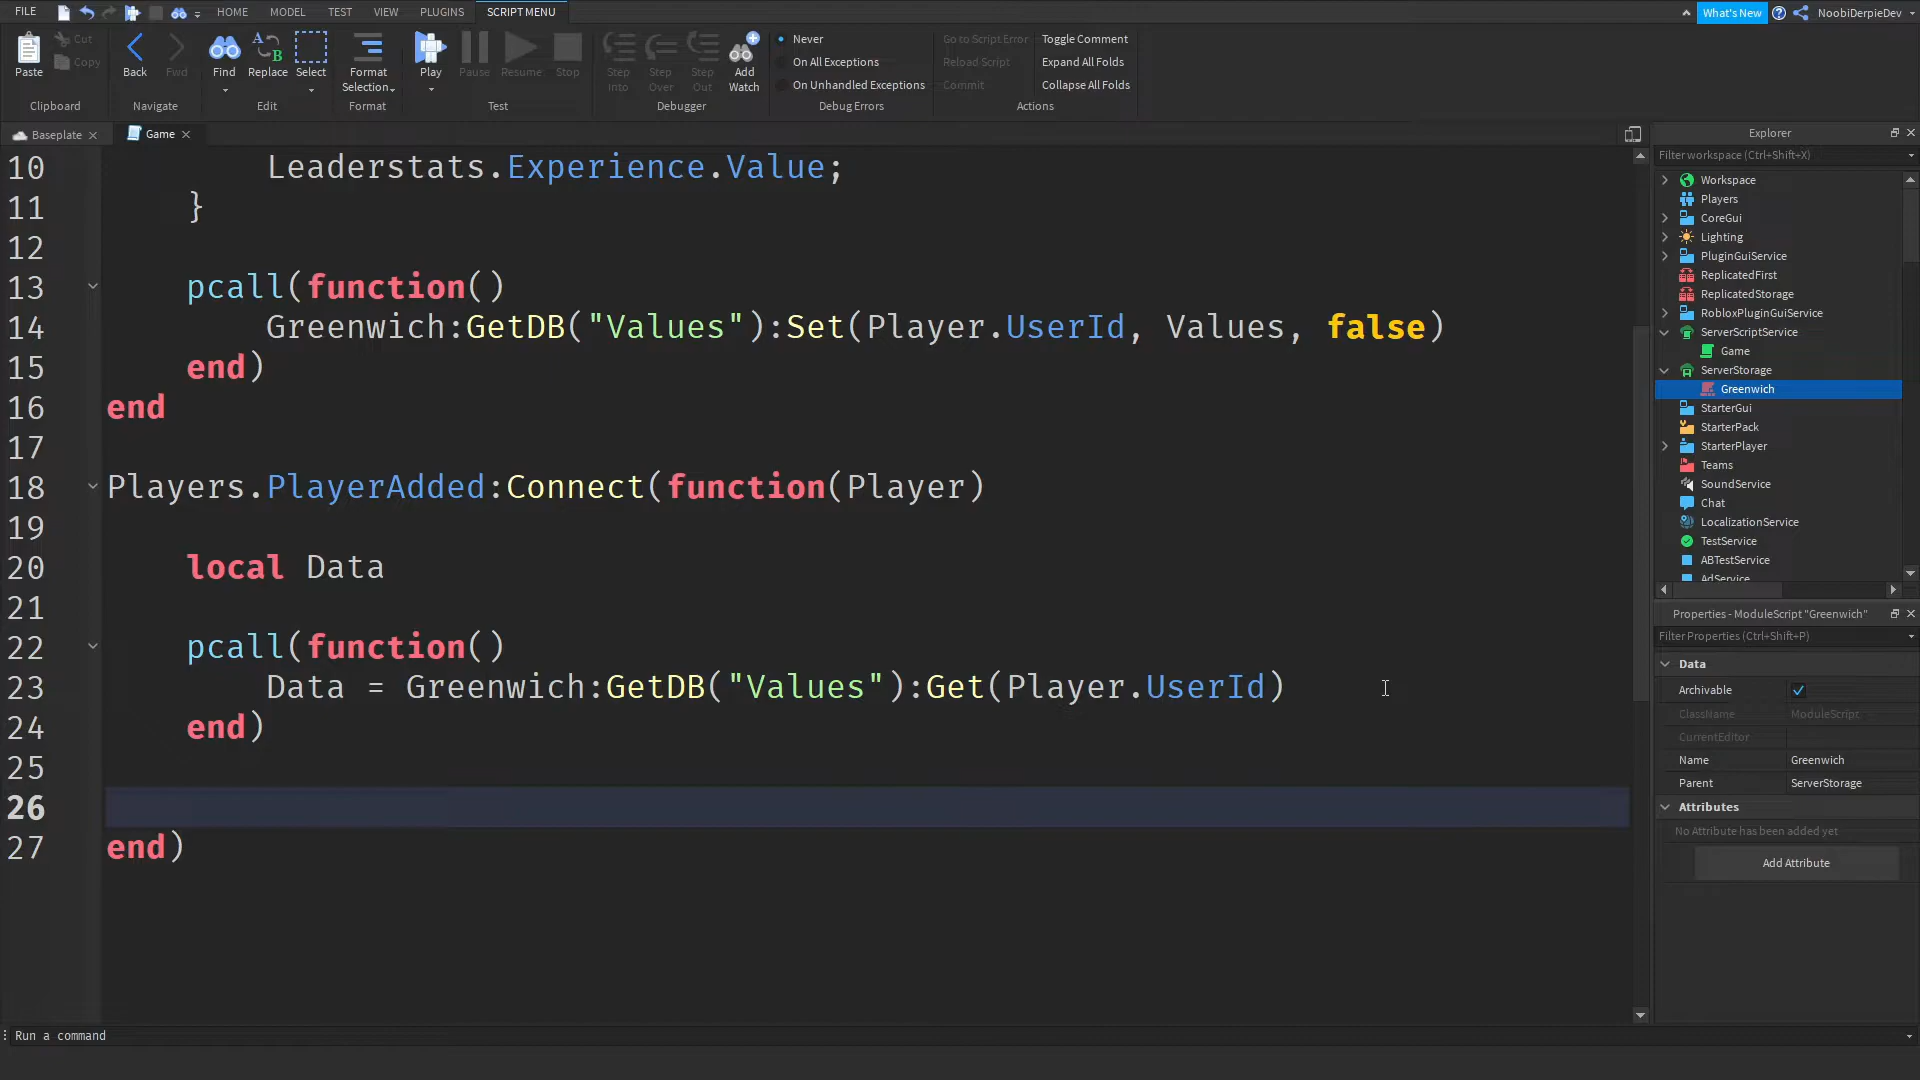 FILE HOME MODEL TEST VIEW PLUGINS SCRIPT MENU What's New NoobiDerpieDev
Paste Cut Copy Back Fwd Find Replace Select Format Selection Play Pause Resume Stop Step Into Step Over Step Out Add Watch
Never
On All Exceptions
On Unhandled Exceptions
Go to Script Error
Reload Script
Commit
Toggle Comment
Expand All Folds
Collapse All Folds
Clipboard Navigate Edit Format Test Debugger Debug Errors Actions
Baseplate Game
10 Leaderstats.Experience.Value;
11 }
12
13 pcall(function()
14 Greenwich:GetDB("Values"):Set(Player.UserId, Values, false)
15 end)
16 end
17
18 Players.PlayerAdded:Connect(function(Player)
19
20 local Data
21
22 pcall(function()
23 Data = Greenwich:GetDB("Values"):Get(Player.UserId)
24 end)
25
26
27 end)
Run a command
Explorer
Filter workspace (Ctrl+Shift+X)
Workspace
Players
CoreGui
Lighting
PluginGuiService
ReplicatedFirst
ReplicatedStorage
RobloxPluginGuiService
ServerScriptService
Game
ServerStorage
Greenwich
StarterGui
StarterPack
StarterPlayer
Teams
SoundService
Chat
LocalizationService
TestService
ABTestService
AdService
Properties - ModuleScript "Greenwich"
Filter Properties (Ctrl+Shift+P)
Data
Archivable
ClassName ModuleScript
CurrentEditor
Name Greenwich
Parent ServerStorage
Attributes
No Attribute has been added yet
Add Attribute